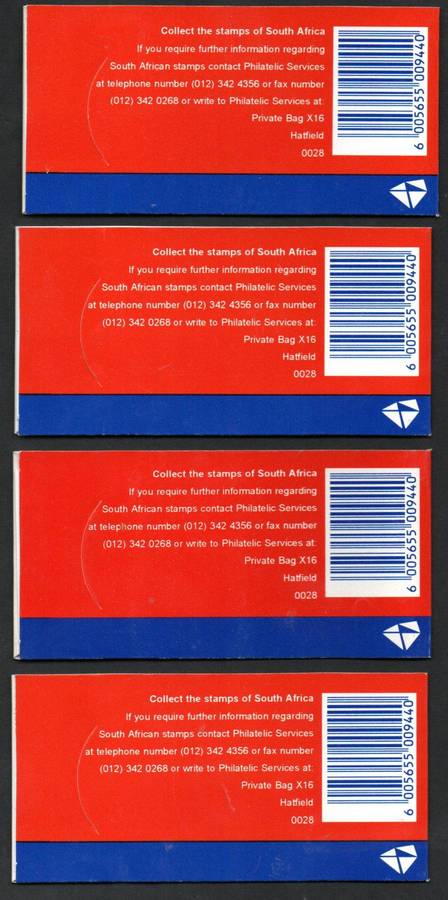 Collect the stamps of South Africa
If you require further information regarding
South African stamps contact Philatelic Services
at telephone number (012) 342 4356 or fax number
(012) 342 0268 or write to Philatelic Services at:
Private Bag X16
Hatfield
0028
6 005655 009440
Collect the stamps of South Africa
If you require further information regarding
South African stamps contact Philatelic Services
at telephone number (012) 342 4356 or fax number
(012) 342 0268 or write to Philatelic Services at:
Private Bag X16
Hatfield
0028
6 005655 009440
Collect the stamps of South Africa
If you require further information regarding
South African stamps contact Philatelic Services
at telephone number (012) 342 4356 or fax number
(012) 342 0268 or write to Philatelic Services at:
Private Bag X16
Hatfield
0028
6 005655 009440
Collect the stamps of South Africa
If you require further information regarding
South African stamps contact Philatelic Services
at telephone number (012) 342 4356 or fax number
(012) 342 0268 or write to Philatelic Services at:
Private Bag X16
Hatfield
0028
6 005655 009440